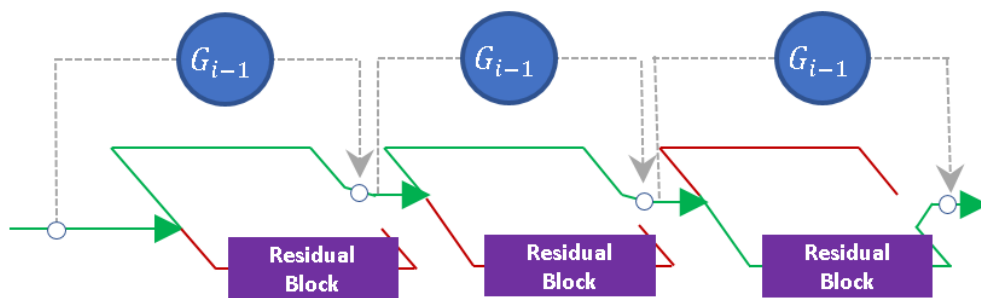 G_{i-1}
G_{i-1}
G_{i-1}
Residual
Block
Residual
Block
Residual
Block